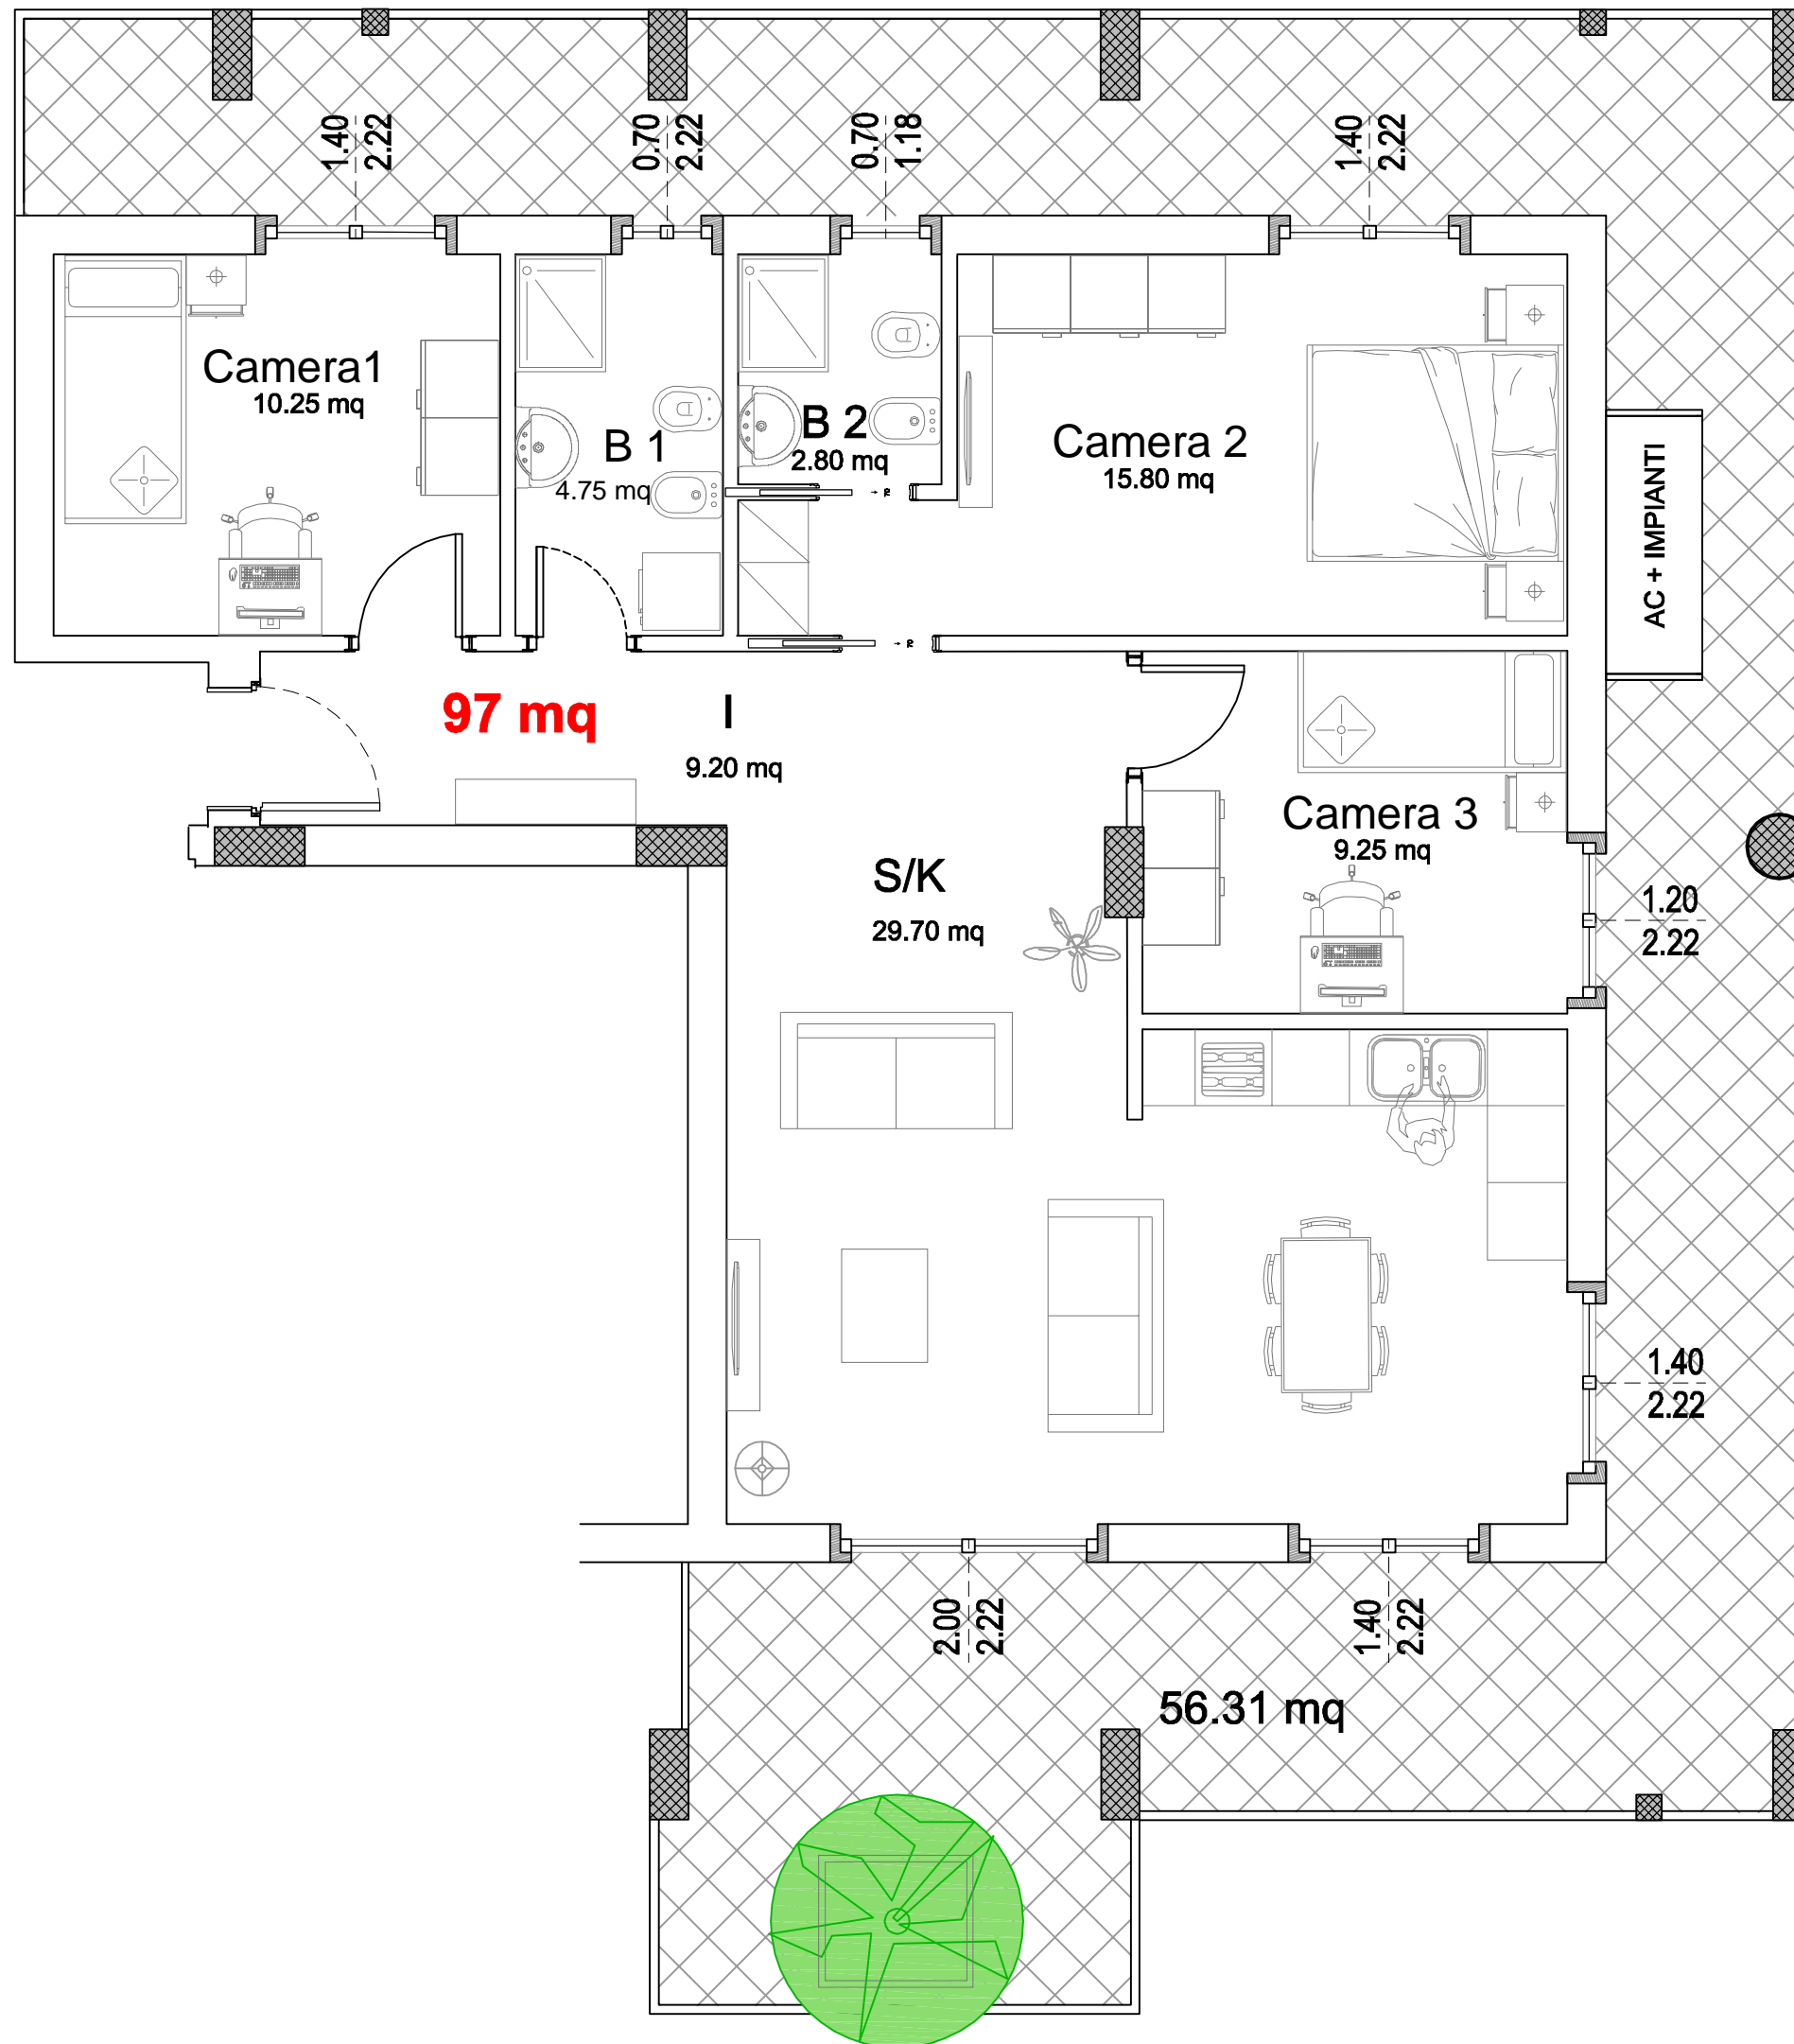 1.40
2.22
0.70
2.22
0.70
1.18
1.40
2.22
Camera1
10.25 mq
B 1
4.75 mq
B 2
2.80 mq
Camera 2
15.80 mq
AC + IMPIANTI
97 mq
I
9.20 mq
Camera 3
9.25 mq
S/K
29.70 mq
1.20
2.22
1.40
2.22
2.00
2.22
1.40
2.22
56.31 mq